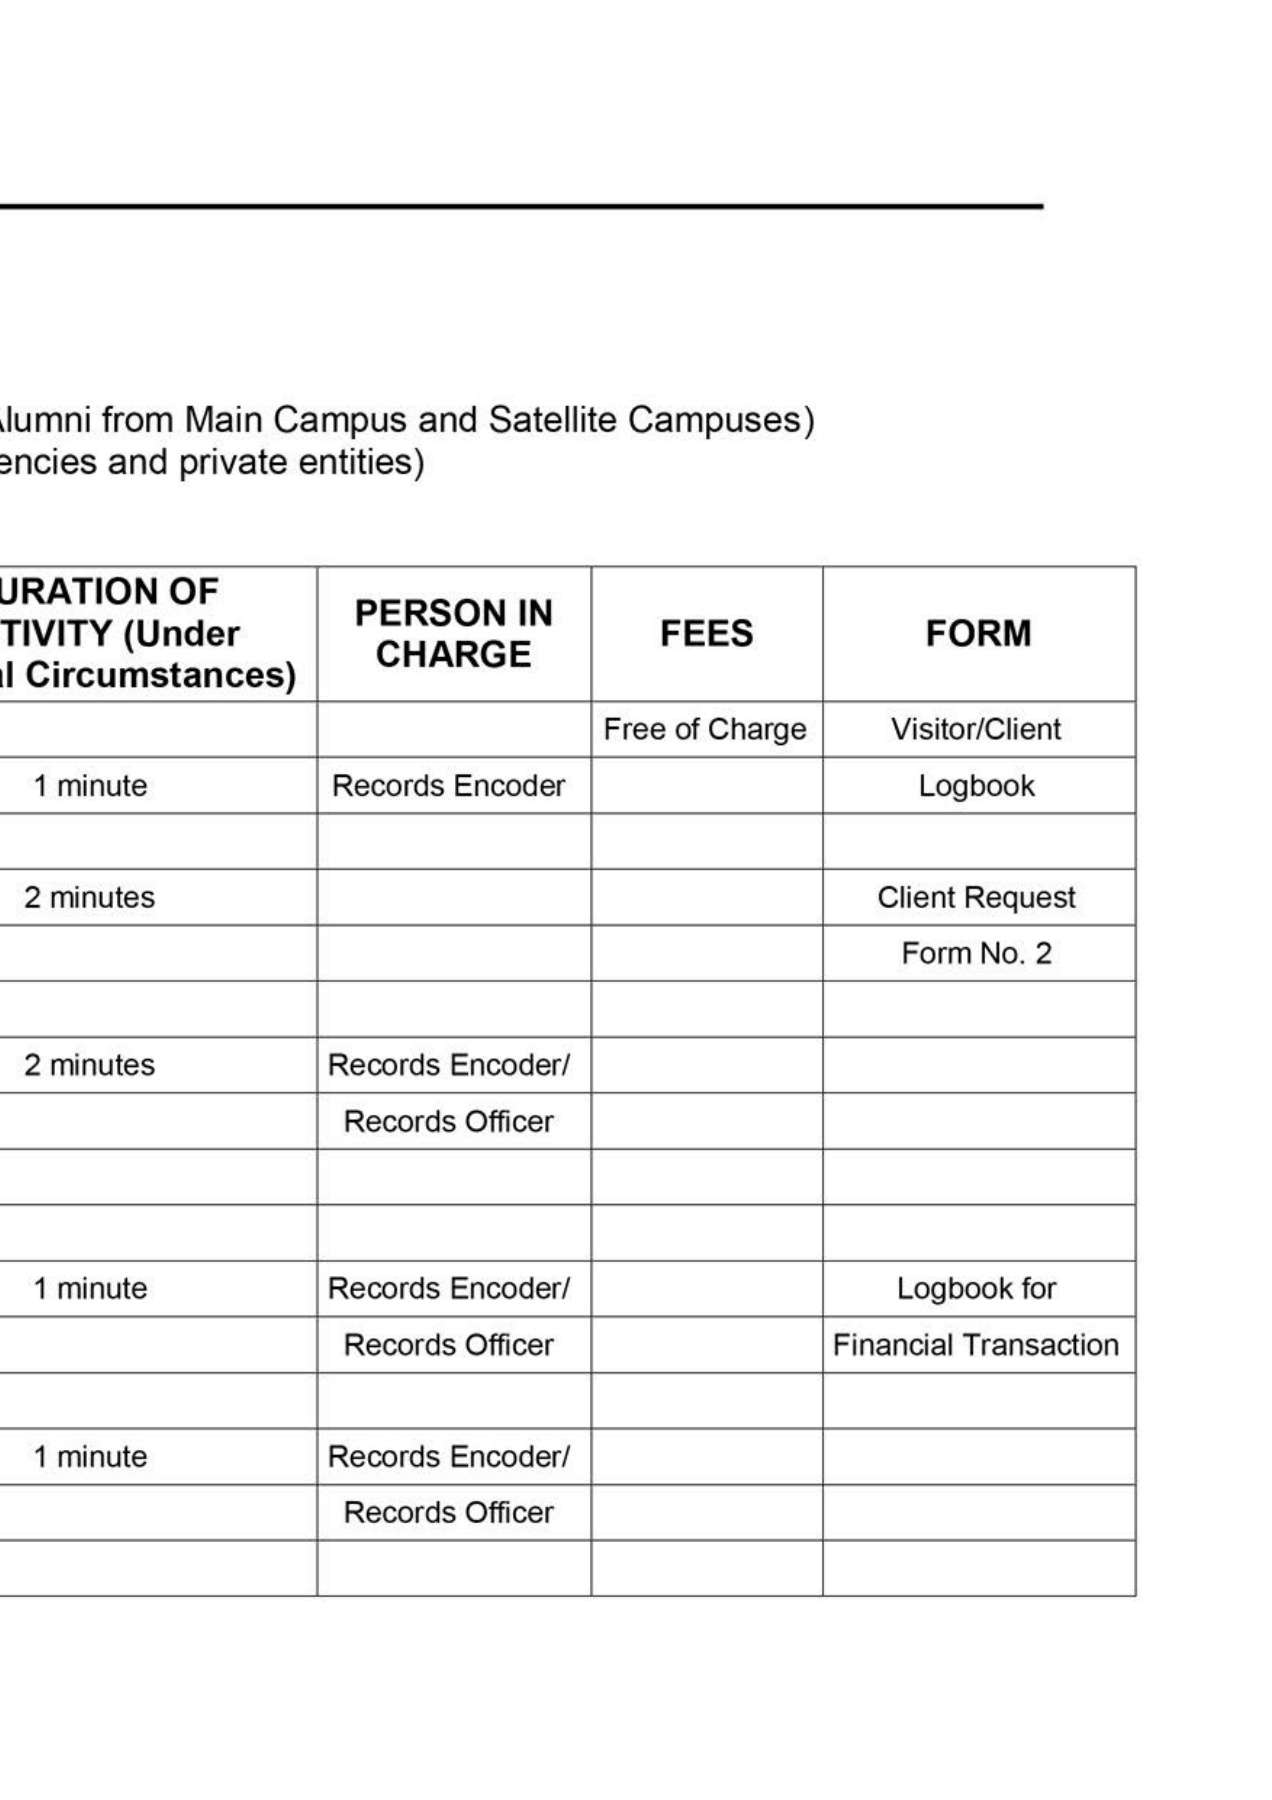 Alumni from Main Campus and Satellite Campuses)
encies and private entities)
URATION OF
TIVITY (Under
al Circumstances)
PERSON IN
CHARGE
FEES
FORM
Free of Charge
Visitor/Client
1 minute
Records Encoder
Logbook
2 minutes
Client Request
Form No. 2
2 minutes
Records Encoder/
Records Officer
1 minute
Records Encoder/
Logbook for
Records Officer
Financial Transaction
1 minute
Records Encoder/
Records Officer